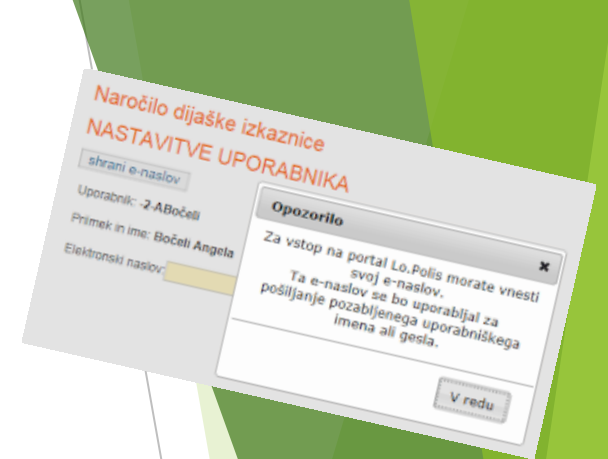 Naročilo dijaške izkaznice
NASTAVITVE UPORABNIKA
shrani e-naslov
Uporabnik: -2-ABočeli
Priimek in ime: Bočeli Angela
Elektronski naslov:
Opozorilo
Za vstop na portal Lo.Polis morate vnesti
svoj e-naslov.
Ta e-naslov se bo uporabljal za
pošiljanje pozabljenega uporabniškega
imena ali gesla.
V redu